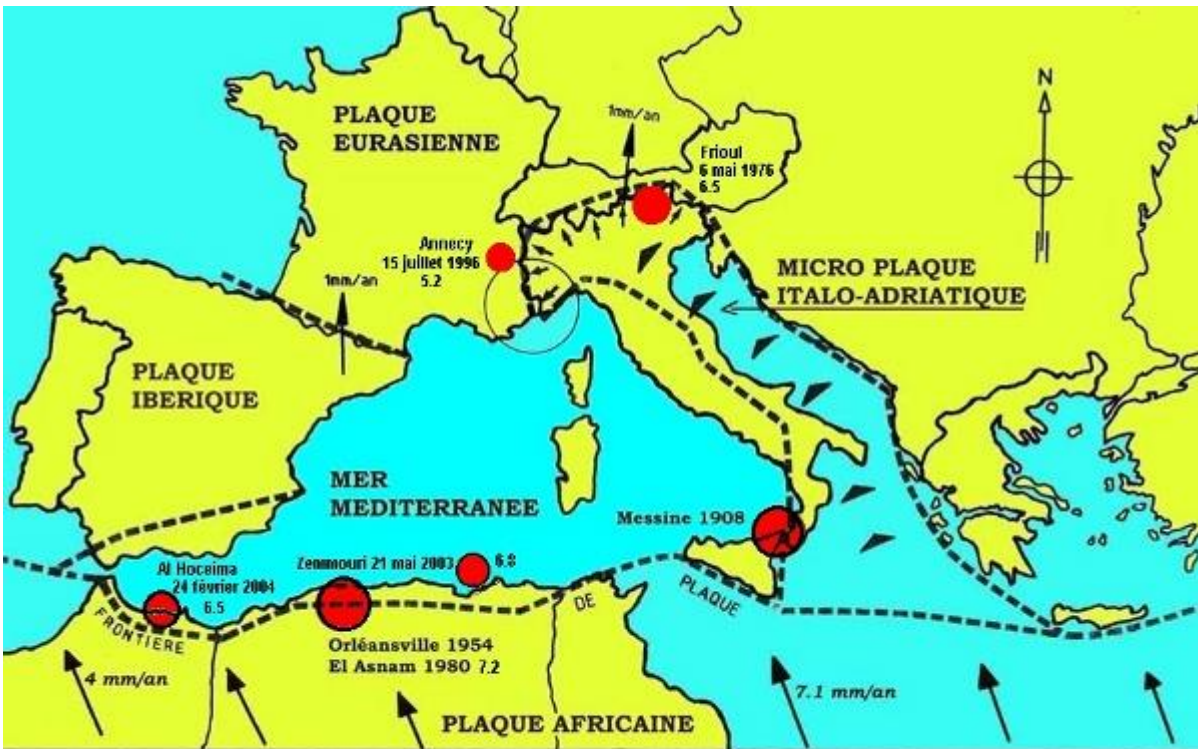 N
1mm/an
PLAQUE
EURASIENNE
Frioul
6 mai 1976
6.5
Annecy
15 juillet 1996
5.2
MICRO PLAQUE
ITALO-ADRIATIQUE
1mm/an
PLAQUE
IBERIQUE
MER
MEDITERRANEE
Messine 1908
Zemmouri 21 mai 2003
6.8
Al Hoceima
24 février 2004
6.5
FRONTIERE
DE
PLAQUE
Orléansville 1954
El Asnam 1980 7.2
4 mm/an
7.1 mm/an
PLAQUE AFRICAINE